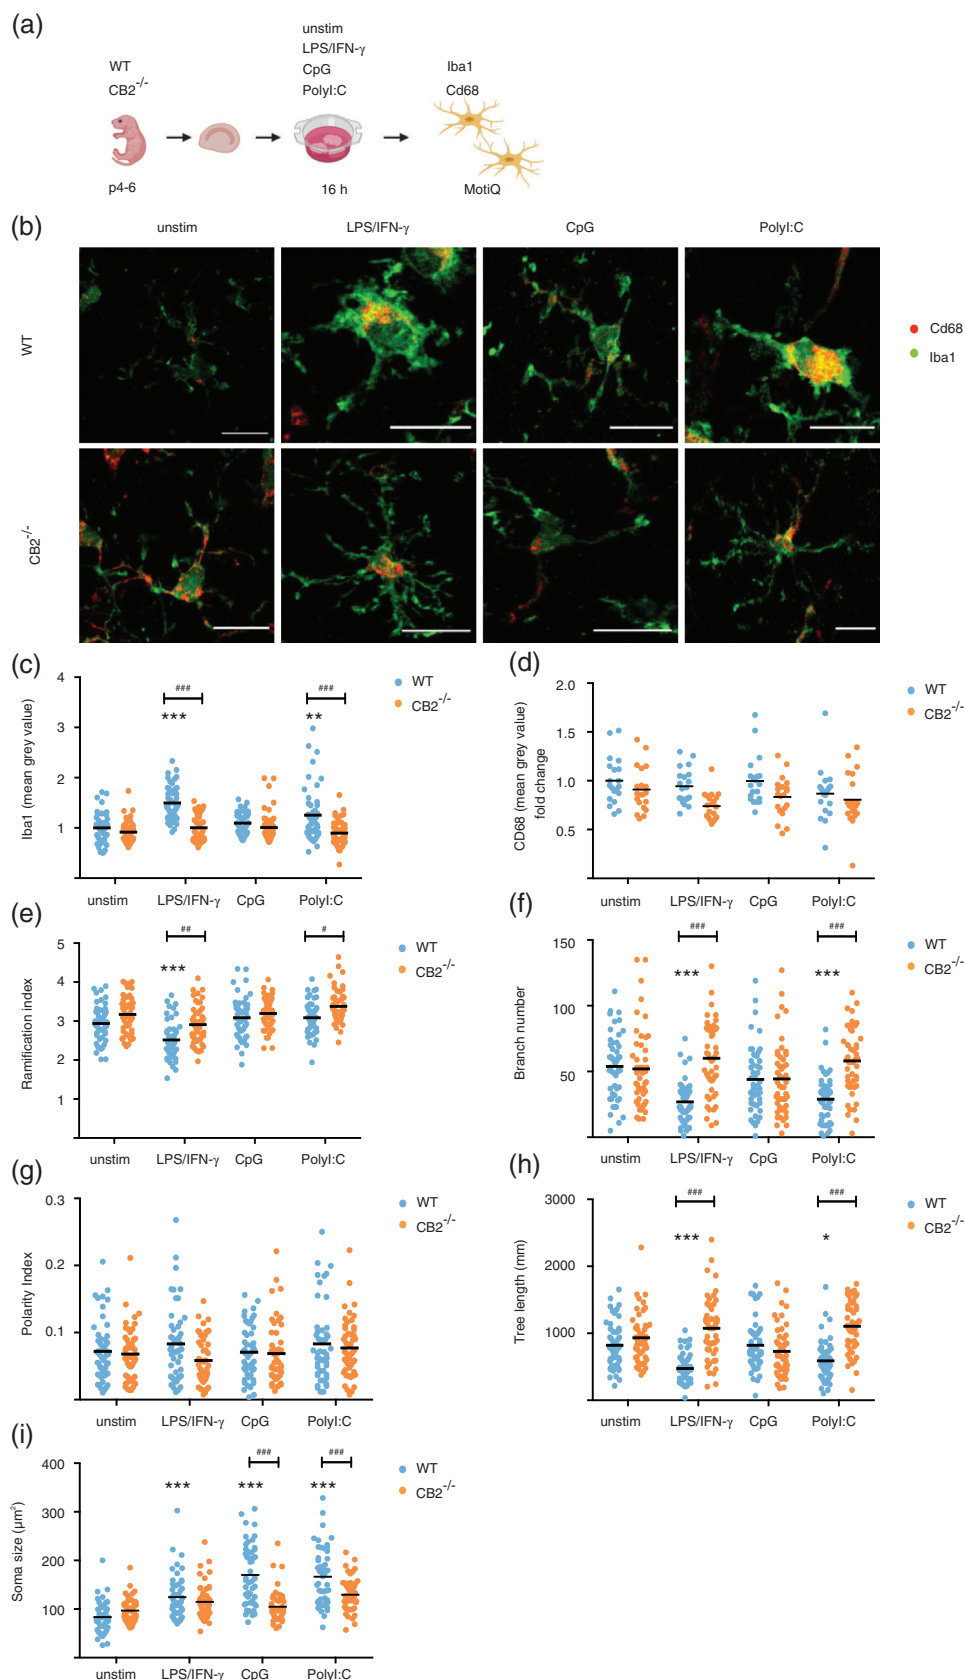 (a)
unstim
LPS/IFN-γ
CpG
PolyI:C
WT
CB2-/-
Iba1
Cd68
p4-6
16 h
MotiQ
(b)
unstim
LPS/IFN-γ
CpG
PolyI:C
WT
CB2-/-
Cd68
Iba1
(c)
Iba1 (mean grey value)
4
3
2
1
###
***
###
**
WT
CB2-/-
unstim
LPS/IFN-γ
CpG
PolyI:C
(d)
CD68 (mean grey value)
fold change
2.0
1.5
1.0
0.5
WT
CB2-/-
unstim
LPS/IFN-γ
CpG
PolyI:C
(e)
Ramification index
5
4
3
2
1
##
***
#
WT
CB2-/-
unstim
LPS/IFN-γ
CpG
PolyI:C
(f)
Branch number
150
100
50
###
***
###
***
WT
CB2-/-
unstim
LPS/IFN-γ
CpG
PolyI:C
(g)
Polarity Index
0.3
0.2
0.1
WT
CB2-/-
unstim
LPS/IFN-γ
CpG
PolyI:C
(h)
Tree length (mm)
3000
2000
1000
###
***
###
*
WT
CB2-/-
unstim
LPS/IFN-γ
CpG
PolyI:C
(i)
Soma size (µm²)
400
300
200
100
***
###
***
###
***
WT
CB2-/-
unstim
LPS/IFN-γ
CpG
PolyI:C